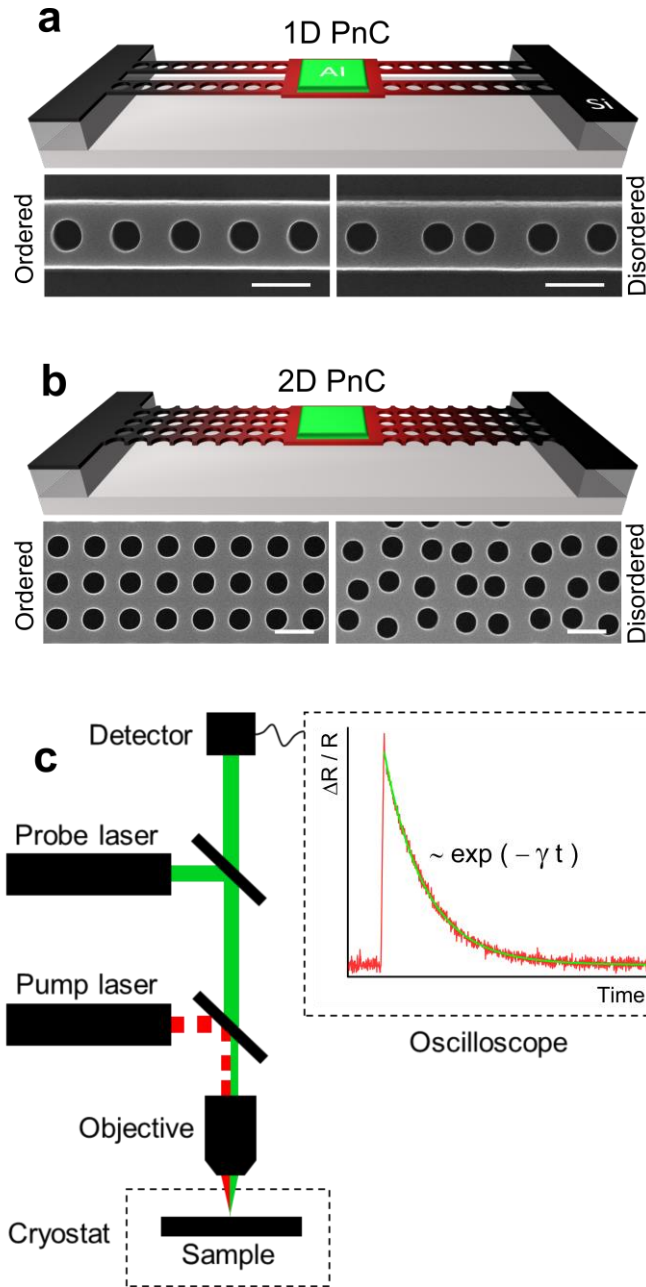 a
1D PnC
Al
Si
Ordered
Disordered
b
2D PnC
Ordered
Disordered
c
Detector
Probe laser
Pump laser
Objective
Cryostat
Sample
ΔR / R
~ exp ( − γ t )
Time
Oscilloscope